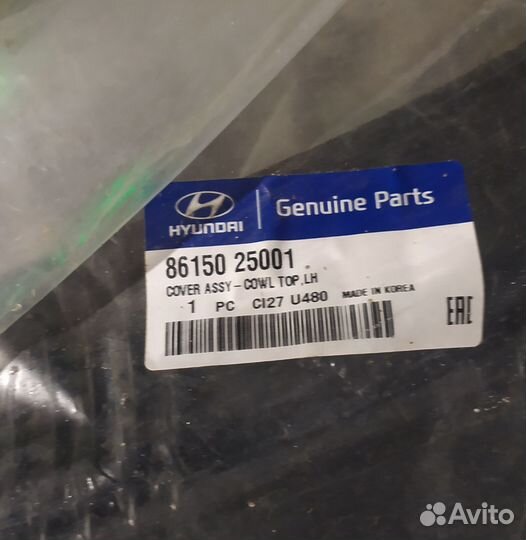 HYUNDAI
Genuine Parts
86150 25001
COVER ASSY-COWL TOP,LH
1 PC CI27 U480 MADE IN KOREA
EAC
Avito